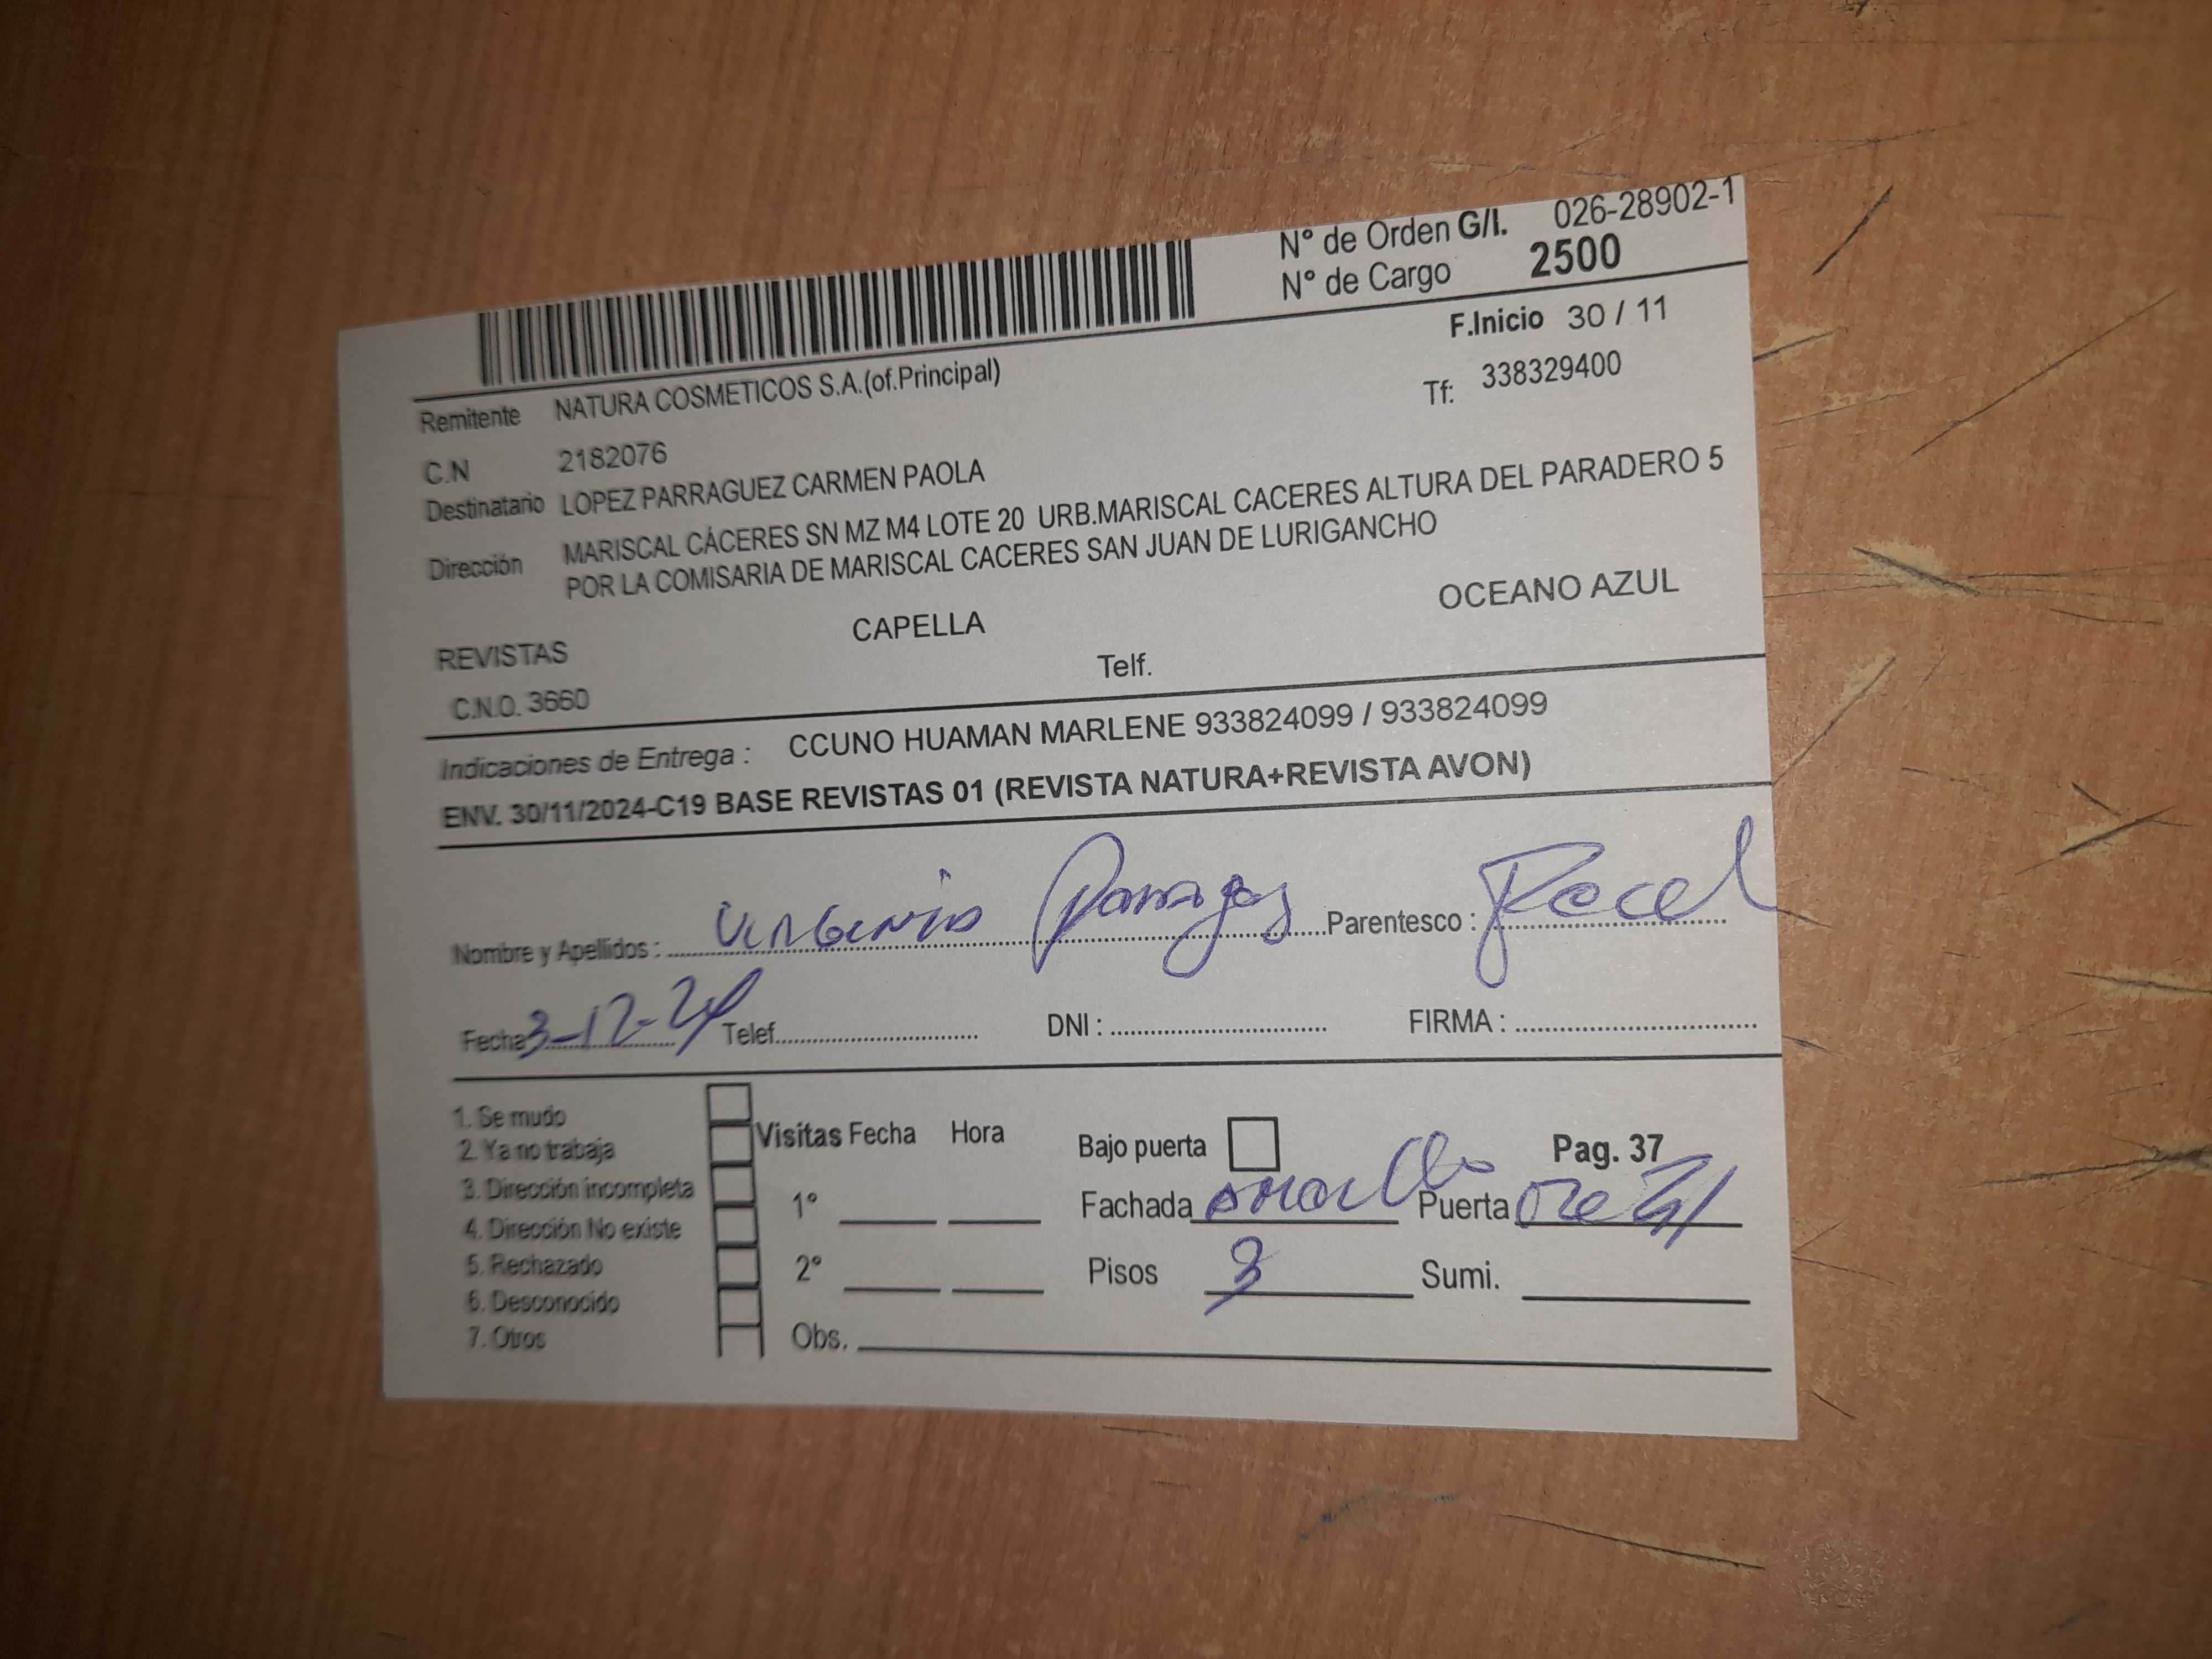 N° de Orden G/I. 026-28902-1
N° de Cargo 2500
F.Inicio 30 / 11
Remitente NATURA COSMETICOS S.A.(of.Principal)
Tf: 338329400
C.N 2182076
Destinatario LOPEZ PARRAGUEZ CARMEN PAOLA
Dirección MARISCAL CÁCERES SN MZ M4 LOTE 20 URB.MARISCAL CACERES ALTURA DEL PARADERO 5
POR LA COMISARIA DE MARISCAL CACERES SAN JUAN DE LURIGANCHO
REVISTAS CAPELLA OCEANO AZUL
C.N.O. 3660 Telf.
Indicaciones de Entrega : CCUNO HUAMAN MARLENE 933824099 / 933824099
ENV. 30/11/2024-C19 BASE REVISTAS 01 (REVISTA NATURA+REVISTA AVON)
Nombre y Apellidos : Parentesco :
Fecha 3-12-24 Telef. DNI : FIRMA :
1. Se mudo
2. Ya no trabaja
3. Dirección incompleta
4. Dirección No existe
5. Rechazado
6. Desconocido
7. Otros
Visitas Fecha Hora
1°
2°
Obs.
Bajo puerta Pag. 37
Fachada Puerta
Pisos 3 Sumi.